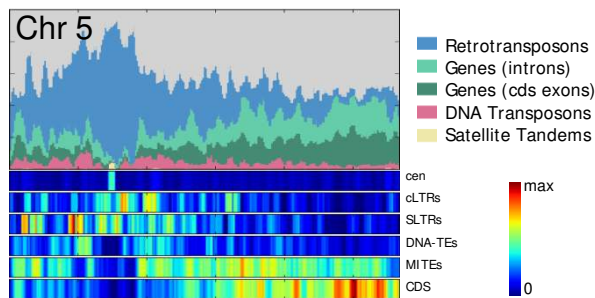 Chr 5
Retrotransposons
Genes (introns)
Genes (cds exons)
DNA Transposons
Satellite Tandems
cen
cLTRs
SLTRs
DNA-TEs
MITEs
CDS
max
0